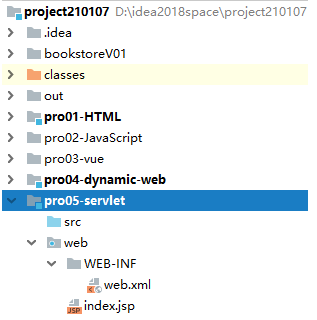 project210107 D:\idea2018space\project210107
.idea
bookstoreV01
classes
out
pro01-HTML
pro02-JavaScript
pro03-vue
pro04-dynamic-web
pro05-servlet
src
web
WEB-INF
web.xml
index.jsp